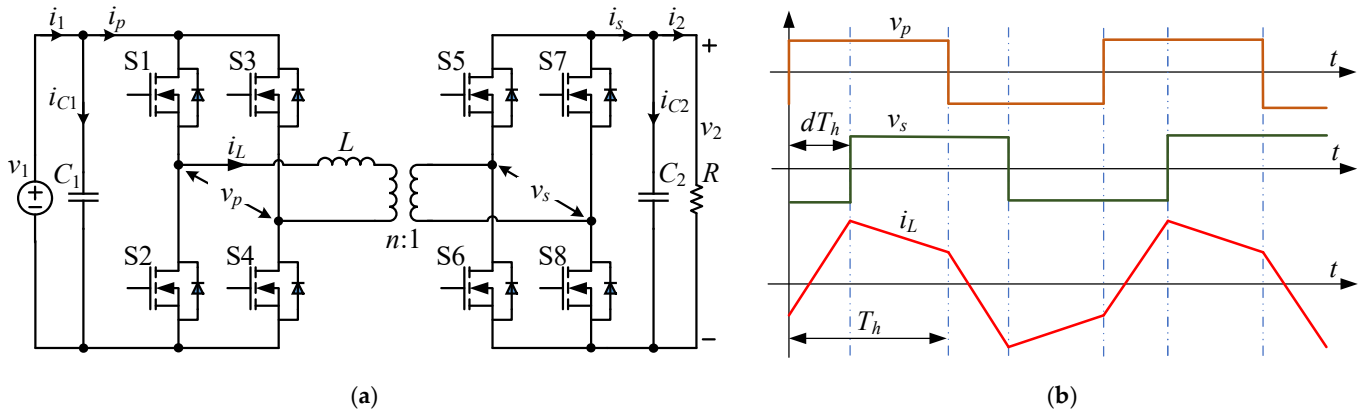 i1 ip is i2
S1 S3 S5 S7 +
iC1 iL L iC2 v2
v1 C1 vp vs C2 R
n:1
S2 S4 S6 S8
−
(a)
vp
t
dTh vs
t
iL
t
Th
(b)